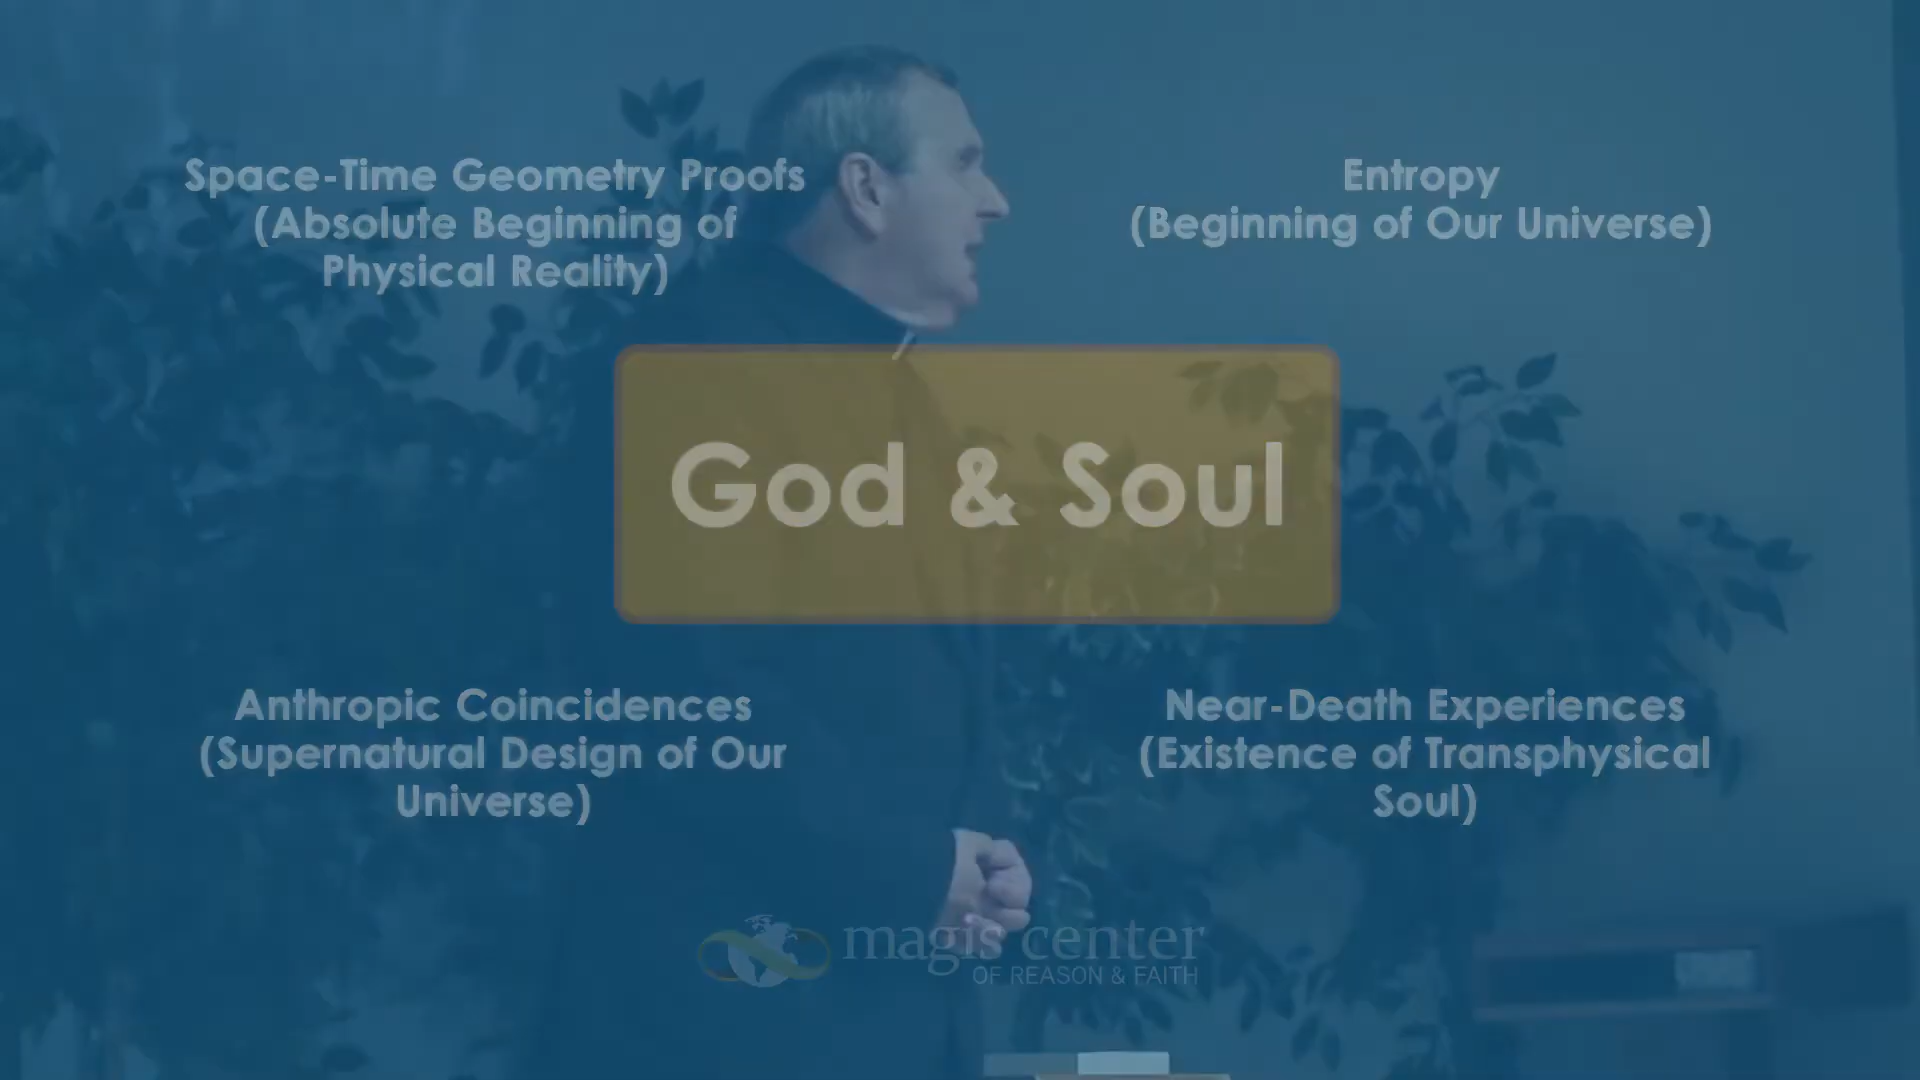 Space-Time Geometry Proofs
(Absolute Beginning of
Physical Reality)
Entropy
(Beginning of Our Universe)
God & Soul
Anthropic Coincidences
(Supernatural Design of Our
Universe)
Near-Death Experiences
(Existence of Transphysical
Soul)
magis center
OF REASON & FAITH